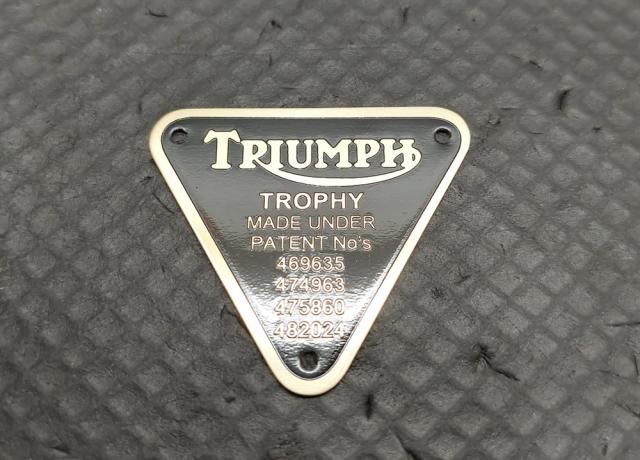 TRIUMPH
TROPHY
MADE UNDER
PATENT No's
469635
474963
475860
482024